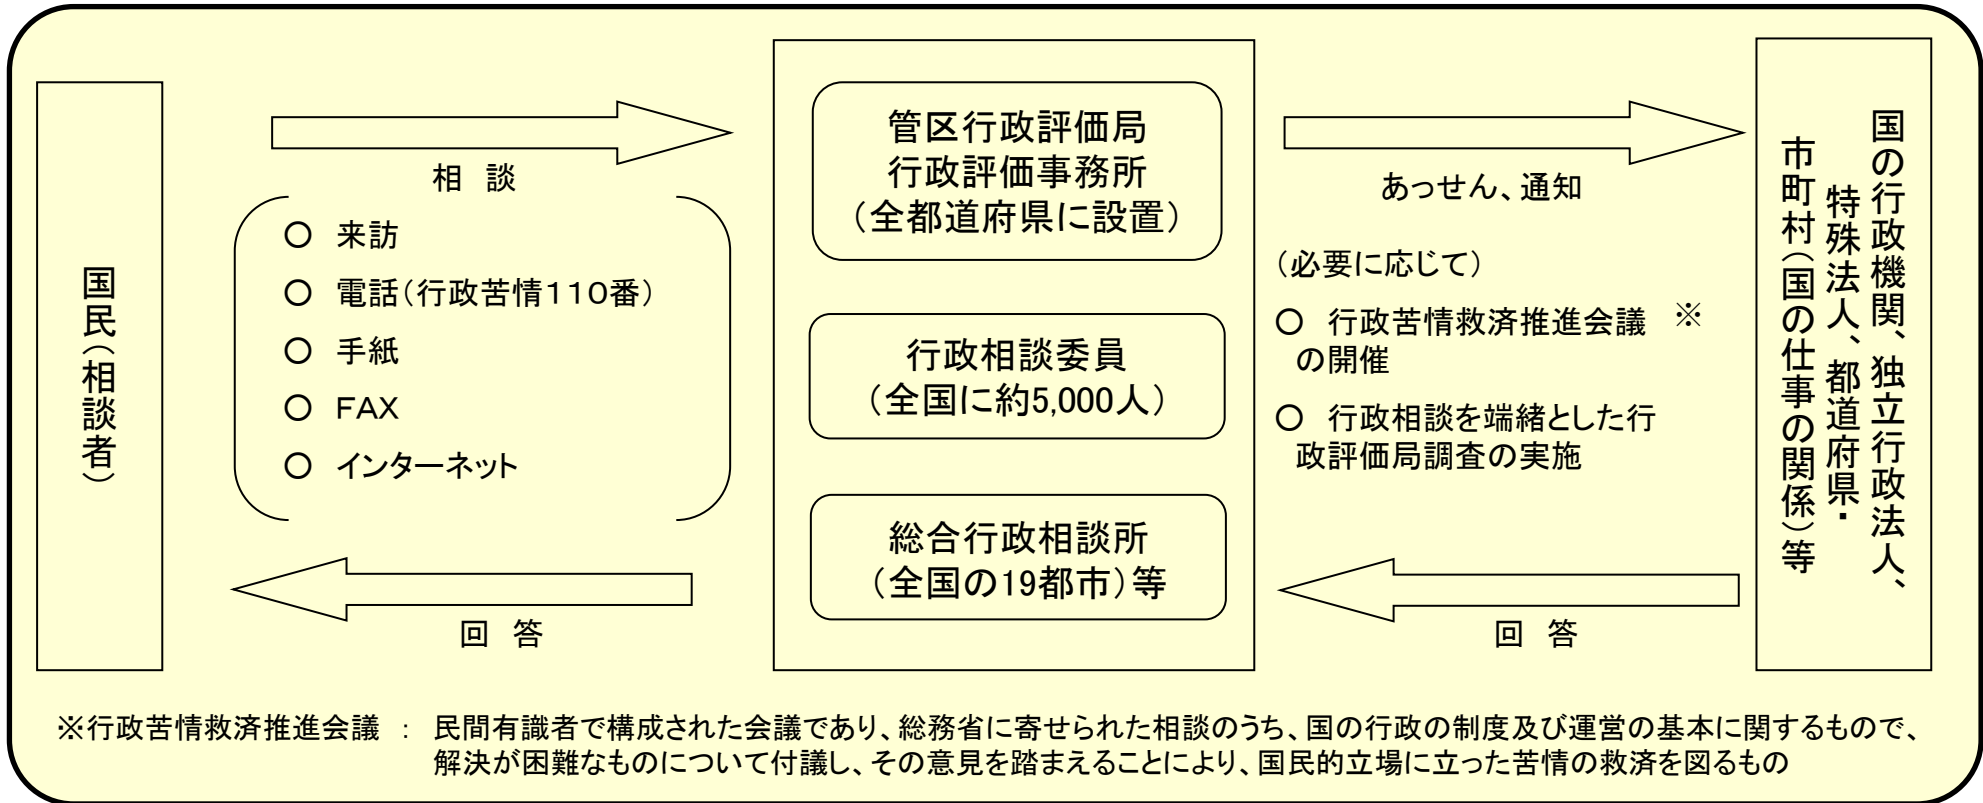 国民（相談者）
相　談
○　来訪
○　電話（行政苦情１１０番）
○　手紙
○　FAX
○　インターネット
回　答
管区行政評価局
行政評価事務所
（全都道府県に設置）
行政相談委員
（全国に約5,000人）
総合行政相談所
（全国の19都市）等
あっせん、通知
（必要に応じて）
○　行政苦情救済推進会議　※
の開催
○　行政相談を端緒とした行
政評価局調査の実施
回　答
国の行政機関、独立行政法人、
特殊法人、都道府県・
市町村（国の仕事の関係）等
※行政苦情救済推進会議　：　民間有識者で構成された会議であり、総務省に寄せられた相談のうち、国の行政の制度及び運営の基本に関するもので、
解決が困難なものについて付議し、その意見を踏まえることにより、国民的立場に立った苦情の救済を図るもの